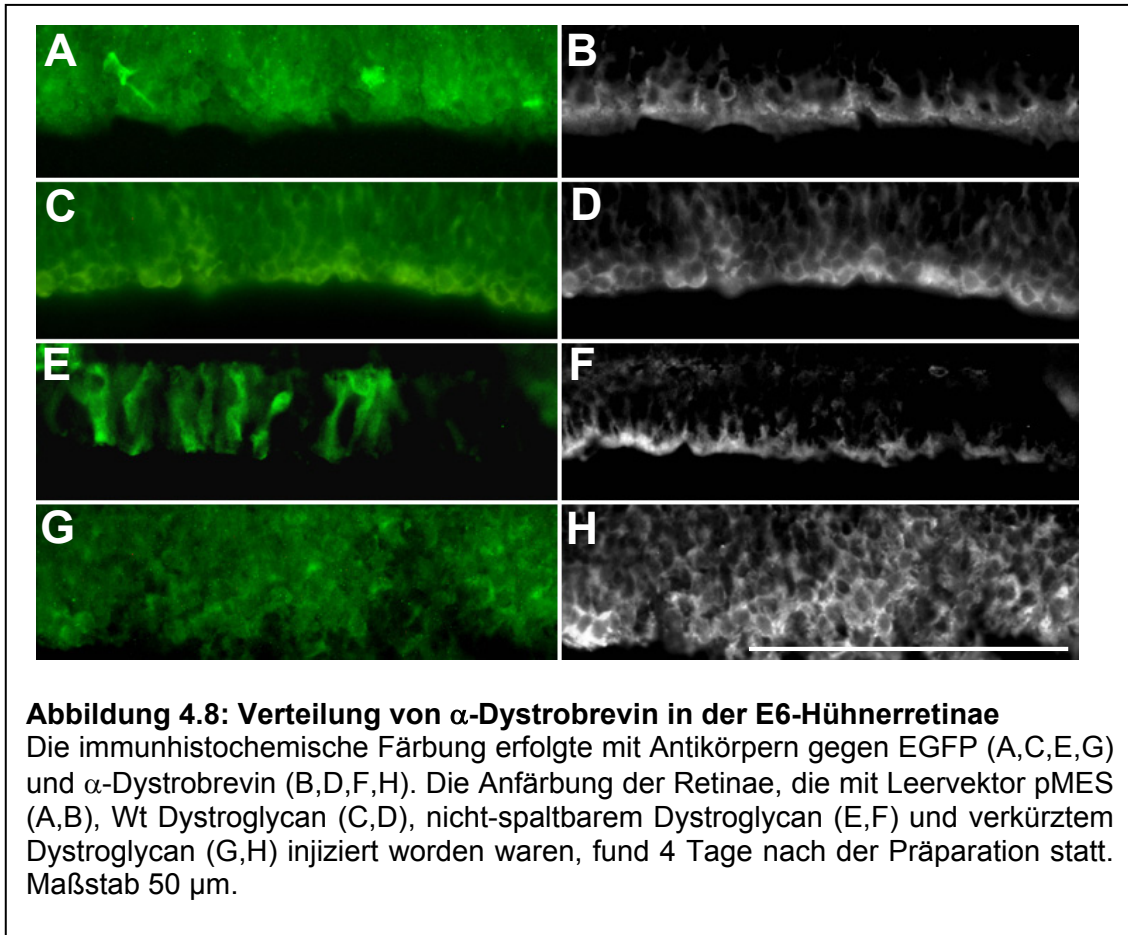 A
B
C
D
E
F
G
H
Abbildung 4.8: Verteilung von α-Dystrobrevin in der E6-Hühnerretinae
Die immunhistochemische Färbung erfolgte mit Antikörpern gegen EGFP (A,C,E,G)
und α-Dystrobrevin (B,D,F,H). Die Anfärbung der Retinae, die mit Leervektor pMES
(A,B), Wt Dystroglycan (C,D), nicht-spaltbarem Dystroglycan (E,F) und verkürztem
Dystroglycan (G,H) injiziert worden waren, fund 4 Tage nach der Präparation statt.
Maßstab 50 µm.